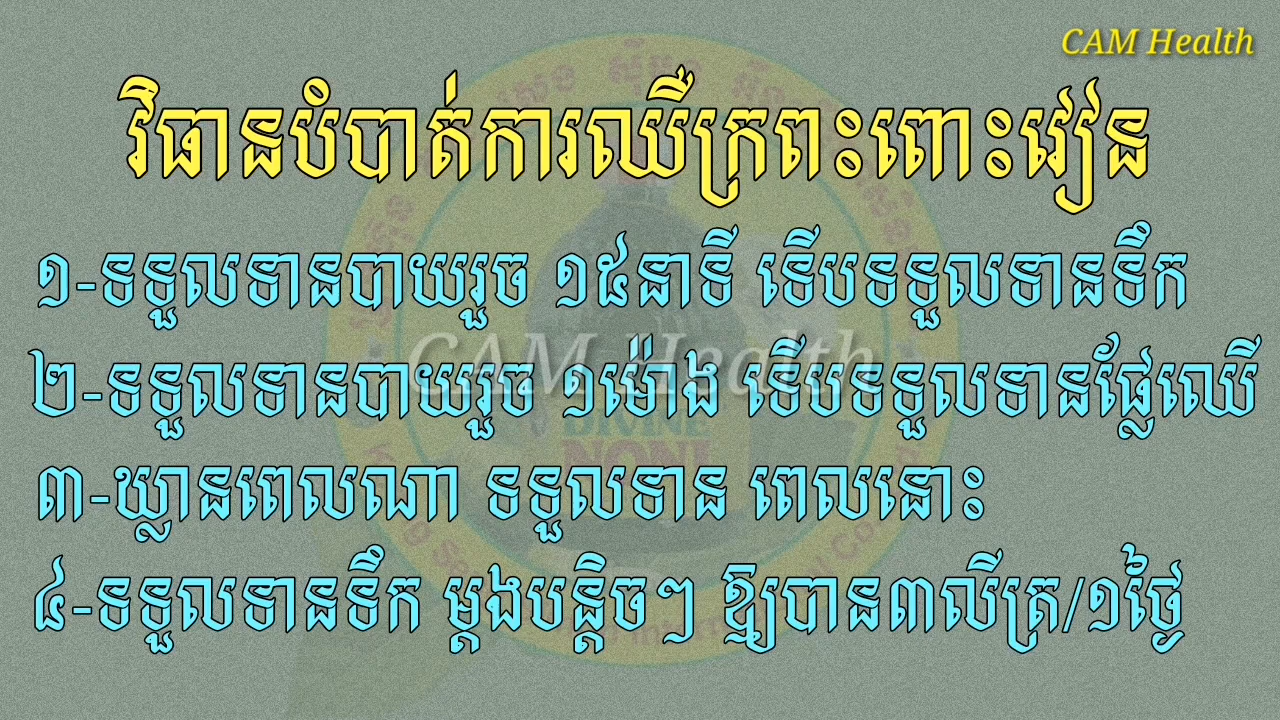 CAM Health
វិធានបំបាត់ការឈឺក្រពះពោះវៀន
១-ទទួលទានបាយរួច ១៥នាទី ទើបទទួលទានទឹក
២-ទទួលទានបាយរួច ១ម៉ោង ទើបទទួលទានផ្លែឈើ
CAM Health
DIVINE
NONI
៣-ឃ្លានពេលណា ទទួលទាន ពេលនោះ
៤-ទទួលទានទឹក ម្ដងបន្តិចៗ ឱ្យបាន៣លីត្រ/១ថ្ងៃ